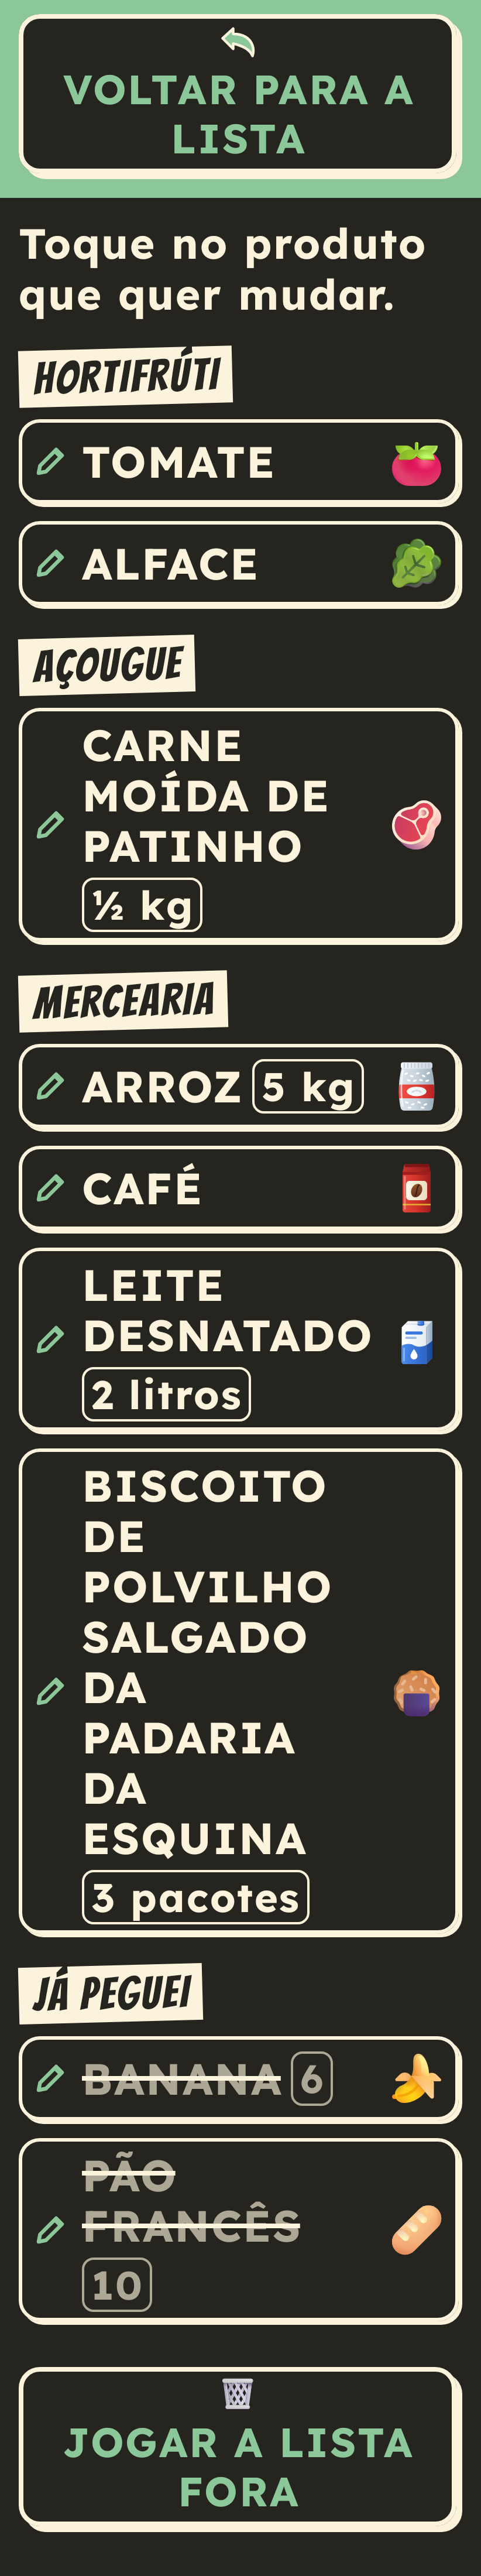 VOLTAR PARA A
LISTA
Toque no produto
que quer mudar.
HORTIFRÚTI
TOMATE
ALFACE
AÇOUGUE
CARNE
MOÍDA DE
PATINHO
½ kg
MERCEARIA
ARROZ 5 kg
CAFÉ
LEITE
DESNATADO
2 litros
BISCOITO
DE
POLVILHO
SALGADO
DA
PADARIA
DA
ESQUINA
3 pacotes
JÁ PEGUEI
BANANA 6
PÃO
FRANCÊS
10
JOGAR A LISTA
FORA